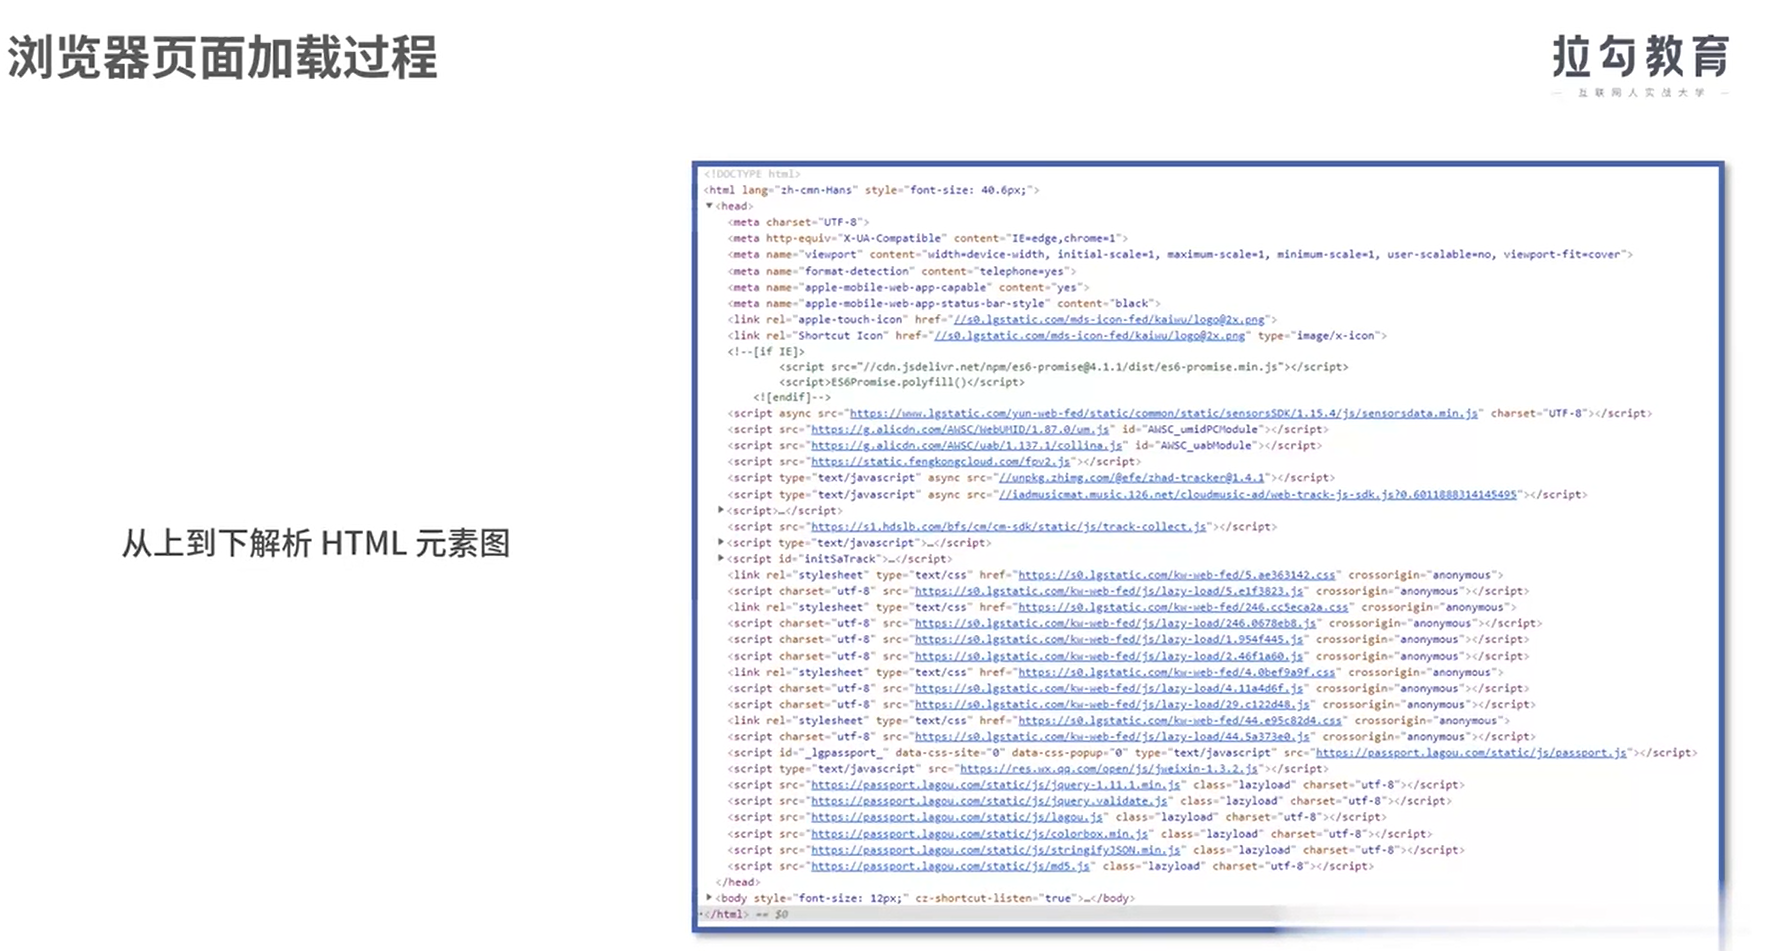 浏览器页面加载过程
拉勾教育
互联网人实战大学
从上到下解析 HTML 元素图
<!DOCTYPE html>
<html lang="zh-cmn-Hans" style="font-size: 40.6px;">
▼<head>
<meta charset="UTF-8">
<meta http-equiv="X-UA-Compatible" content="IE=edge,chrome=1">
<meta name="viewport" content="width=device-width, initial-scale=1, maximum-scale=1, minimum-scale=1, user-scalable=no, viewport-fit=cover">
<meta name="format-detection" content="telephone=yes">
<meta name="apple-mobile-web-app-capable" content="yes">
<meta name="apple-mobile-web-app-status-bar-style" content="black">
<link rel="apple-touch-icon" href="//s0.lgstatic.com/mds-icon-fed/kaiwu/logo@2x.png">
<link rel="Shortcut Icon" href="//s0.lgstatic.com/mds-icon-fed/kaiwu/logo@2x.png" type="image/x-icon">
<!--[if IE]>
<script src="//cdn.jsdelivr.net/npm/es6-promise@4.1.1/dist/es6-promise.min.js"></script>
<script>ES6Promise.polyfill()</script>
<![endif]-->
<script async src="https://www.lgstatic.com/yun-web-fed/static/common/static/sensorsSDK/1.15.4/js/sensorsdata.min.js" charset="UTF-8"></script>
<script src="https://g.alicdn.com/AWSC/WebUMID/1.87.0/um.js" id="AWSC_umidPCModule"></script>
<script src="https://g.alicdn.com/AWSC/uab/1.137.1/collina.js" id="AWSC_uabModule"></script>
<script src="https://static.fengkongcloud.com/fpv2.js"></script>
<script type="text/javascript" async src="//unpkg.zhimg.com/@efe/zhad-tracker@1.4.1"></script>
<script type="text/javascript" async src="//iadmusicmat.music.126.net/cloudmusic-ad/web-track-js-sdk.js?0.6011888314145495"></script>
▶<script>…</script>
<script src="https://s1.hdslb.com/bfs/cm/cm-sdk/static/js/track-collect.js"></script>
▶<script type="text/javascript">…</script>
▶<script id="initSaTrack">…</script>
<link rel="stylesheet" type="text/css" href="https://s0.lgstatic.com/kw-web-fed/5.ae363142.css" crossorigin="anonymous">
<script charset="utf-8" src="https://s0.lgstatic.com/kw-web-fed/js/lazy-load/5.e1f3823.js" crossorigin="anonymous"></script>
<link rel="stylesheet" type="text/css" href="https://s0.lgstatic.com/kw-web-fed/246.cc5eca2a.css" crossorigin="anonymous">
<script charset="utf-8" src="https://s0.lgstatic.com/kw-web-fed/js/lazy-load/246.0678eb8.js" crossorigin="anonymous"></script>
<script charset="utf-8" src="https://s0.lgstatic.com/kw-web-fed/js/lazy-load/1.954f445.js" crossorigin="anonymous"></script>
<script charset="utf-8" src="https://s0.lgstatic.com/kw-web-fed/js/lazy-load/2.46f1a60.js" crossorigin="anonymous"></script>
<link rel="stylesheet" type="text/css" href="https://s0.lgstatic.com/kw-web-fed/4.0bef9a9f.css" crossorigin="anonymous">
<script charset="utf-8" src="https://s0.lgstatic.com/kw-web-fed/js/lazy-load/4.11a4d6f.js" crossorigin="anonymous"></script>
<script charset="utf-8" src="https://s0.lgstatic.com/kw-web-fed/js/lazy-load/29.c122d48.js" crossorigin="anonymous"></script>
<link rel="stylesheet" type="text/css" href="https://s0.lgstatic.com/kw-web-fed/44.e95c82d4.css" crossorigin="anonymous">
<script charset="utf-8" src="https://s0.lgstatic.com/kw-web-fed/js/lazy-load/44.5a373e0.js" crossorigin="anonymous"></script>
<script id="_lgpassport_" data-css-site="0" data-css-popup="0" type="text/javascript" src="https://passport.lagou.com/static/js/passport.js"></script>
<script type="text/javascript" src="https://res.wx.qq.com/open/js/jweixin-1.3.2.js"></script>
<script src="https://passport.lagou.com/static/js/jquery-1.11.1.min.js" class="lazyload" charset="utf-8"></script>
<script src="https://passport.lagou.com/static/js/jquery.validate.js" class="lazyload" charset="utf-8"></script>
<script src="https://passport.lagou.com/static/js/lagou.js" class="lazyload" charset="utf-8"></script>
<script src="https://passport.lagou.com/static/js/colorbox.min.js" class="lazyload" charset="utf-8"></script>
<script src="https://passport.lagou.com/static/js/stringifyJSON.min.js" class="lazyload" charset="utf-8"></script>
<script src="https://passport.lagou.com/static/js/md5.js" class="lazyload" charset="utf-8"></script>
</head>
▶<body style="font-size: 12px;" cz-shortcut-listen="true">…</body>
</html> == $0